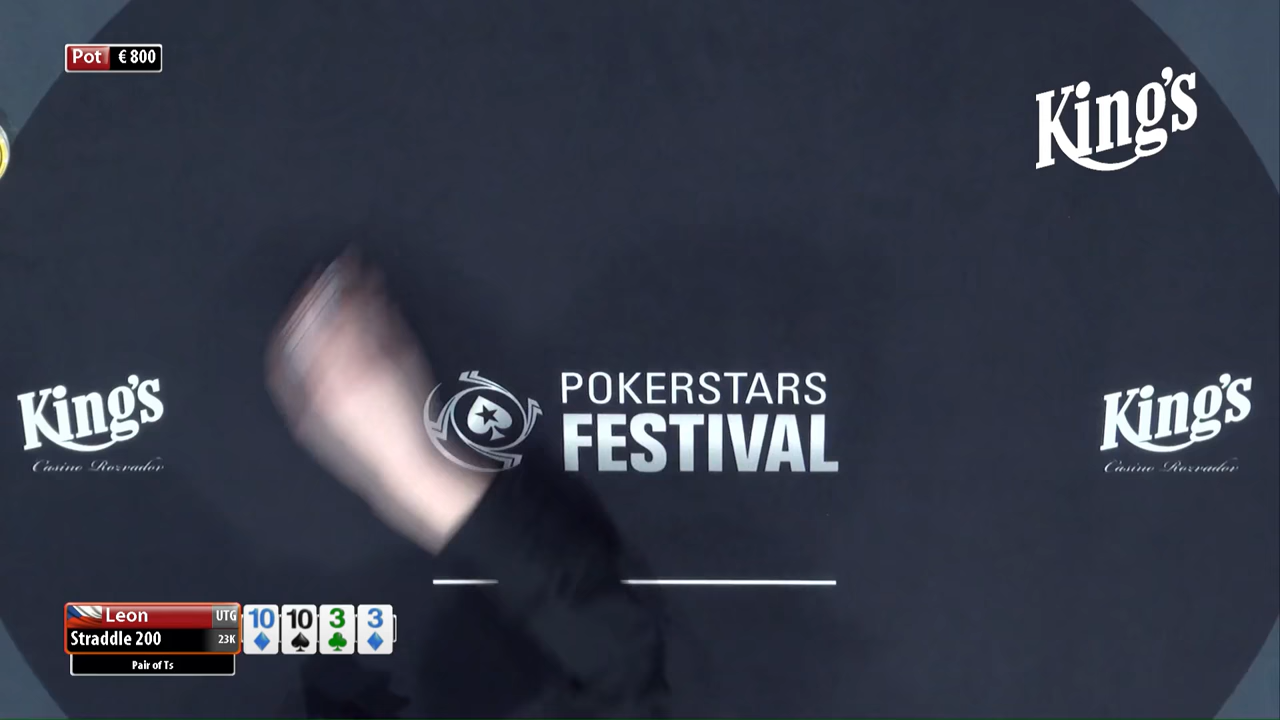 Pot € 800
King's
King's
Casino Rozvadov
POKERSTARS
FESTIVAL
King's
Casino Rozvadov
Leon UTG
Straddle 200 23K
10 10 3 3
Pair of Ts